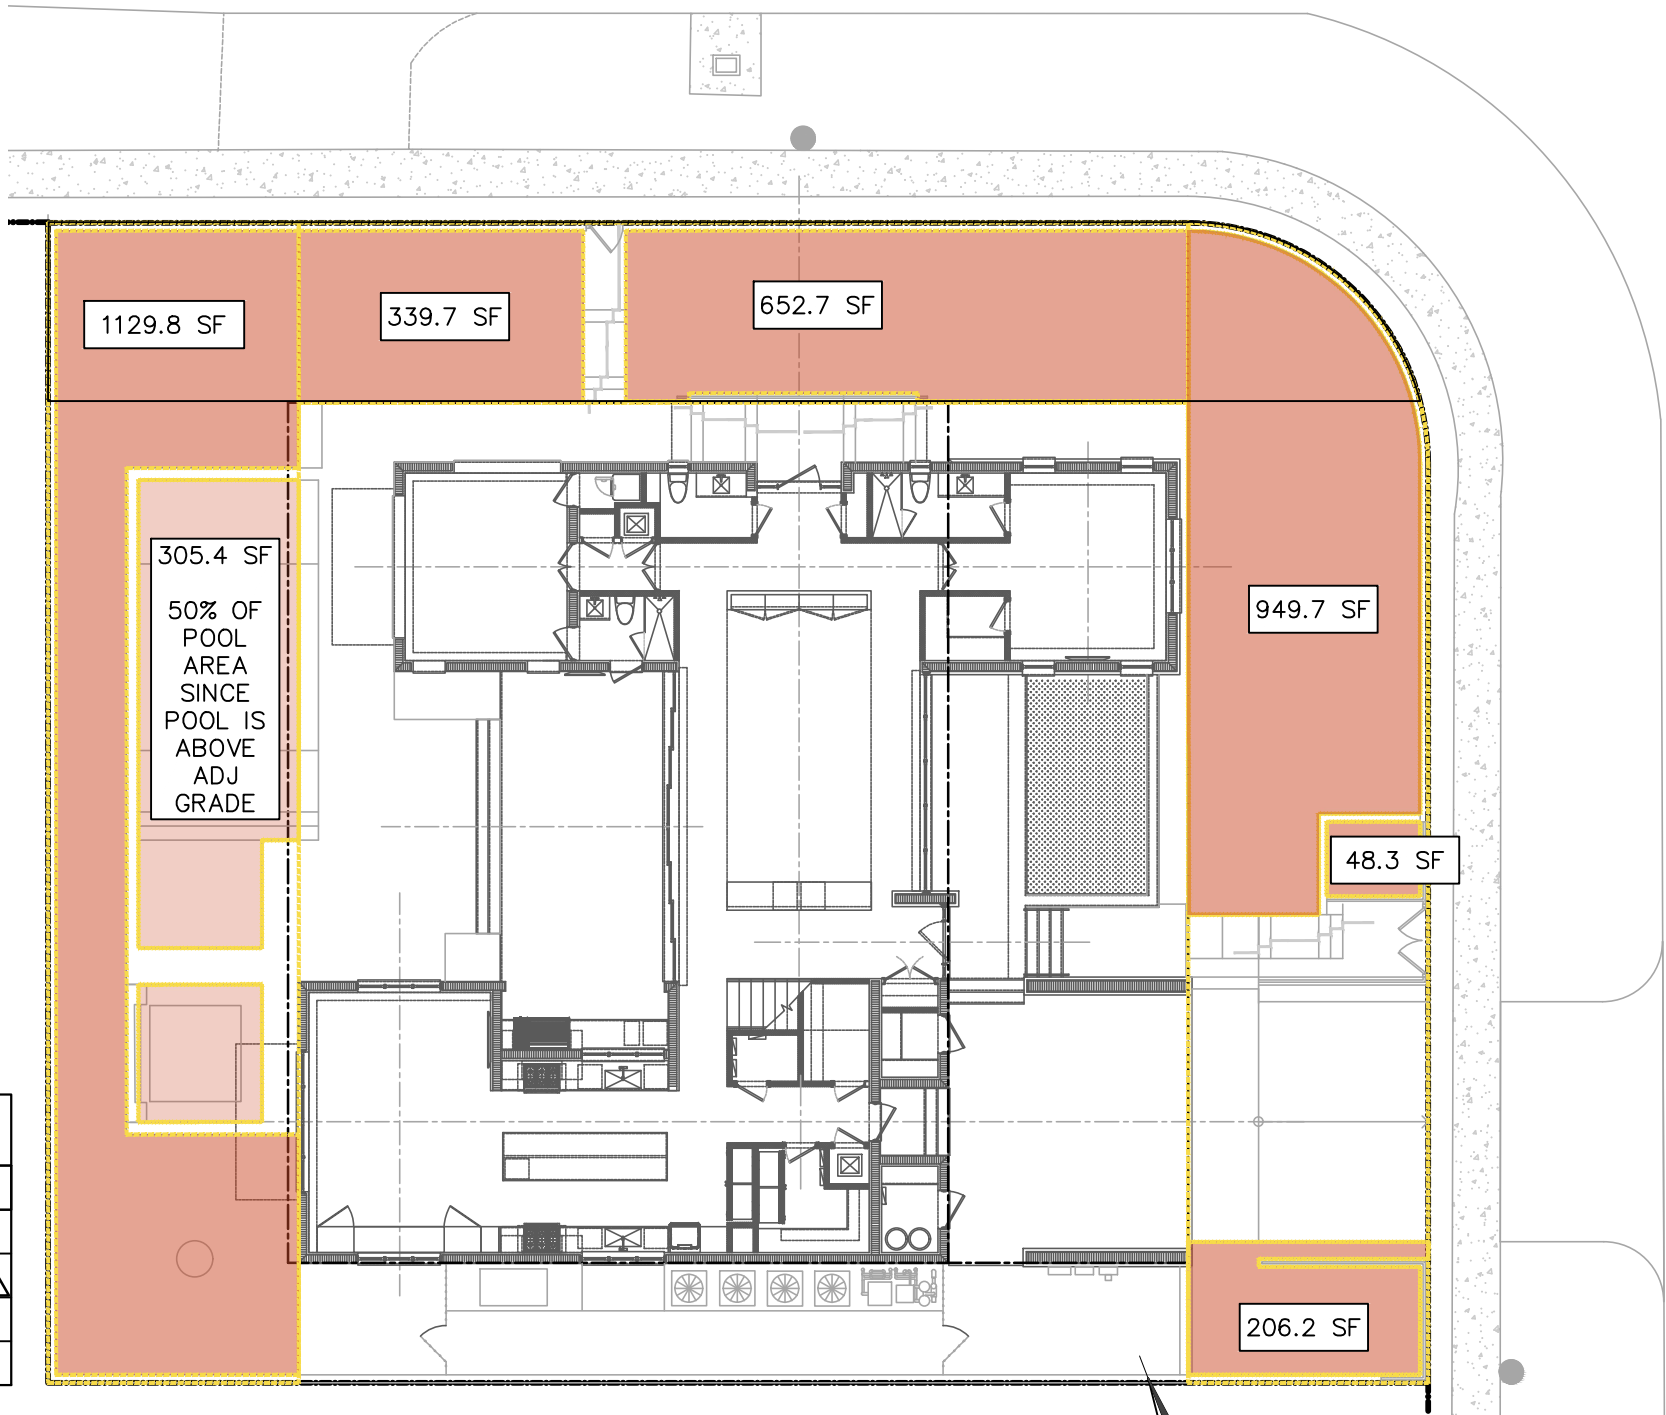 1129.8 SF
339.7 SF
652.7 SF
305.4 SF
50% OF
POOL
AREA
SINCE
POOL IS
ABOVE
ADJ
GRADE
949.7 SF
48.3 SF
206.2 SF